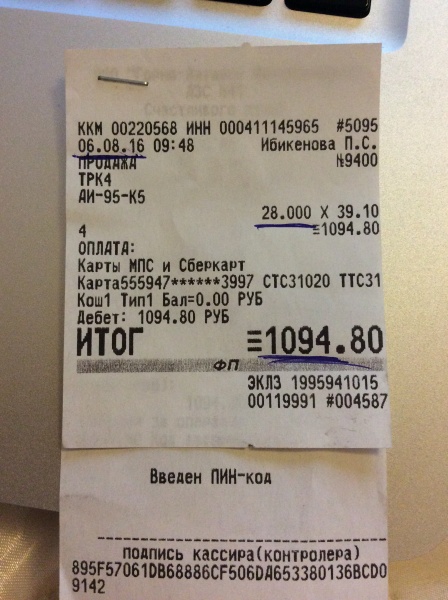 ККМ 00220568 ИНН 000411145965 #5095
06.08.16 09:48 Ибикенова П.С.
ПРОДАЖА №9400
ТРК4
АИ-95-К5
28.000 X 39.10
4 ≡1094.80
ОПЛАТА:
Карты МПС и Сберкарт
Карта555947******3997 СТС31020 ТТС31
Кош1 Тип1 Бал=0.00 РУБ
Дебет: 1094.80 РУБ
ИТОГ ≡1094.80
ФП
ЭКЛЗ 1995941015
00119991 #004587
Введен ПИН-код
подпись кассира(контролера)
895F57061DB68886CF506DA653380136BCD0
9142